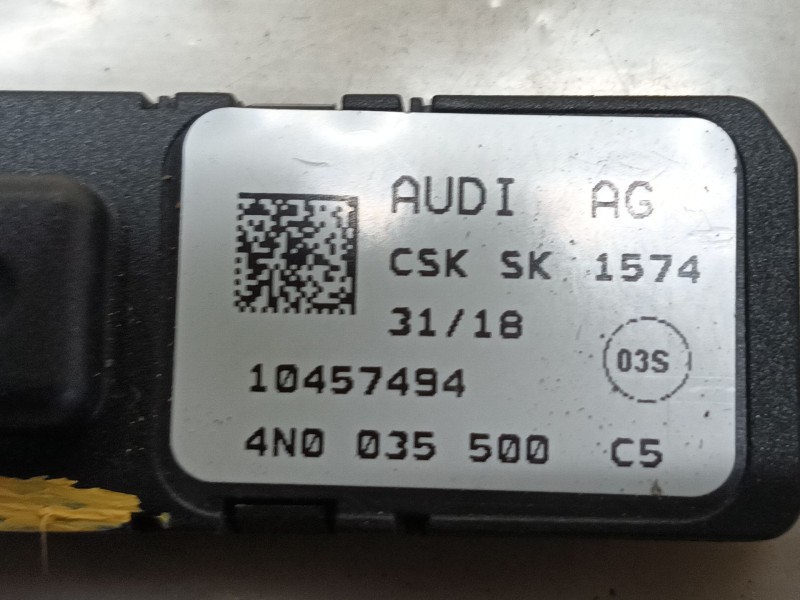 AUDI AG
CSK SK 1574
31/18
03S
10457494
4N0 035 500 C5